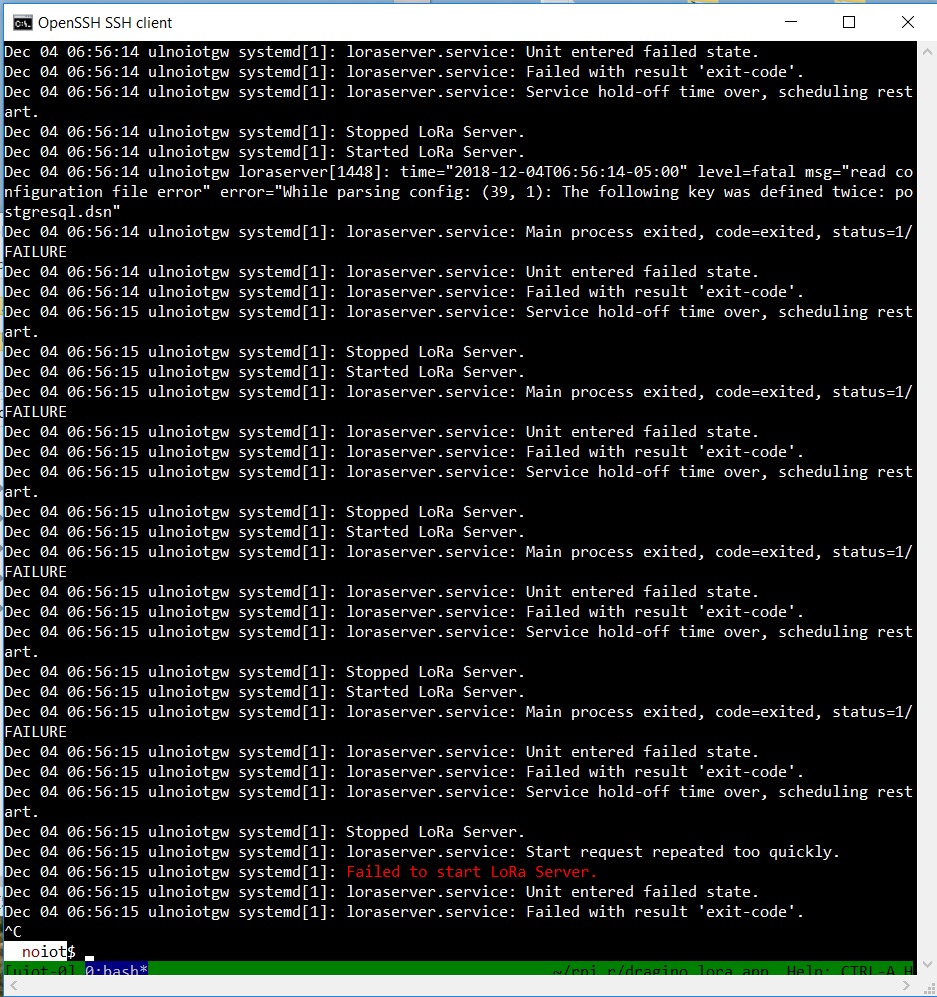 OpenSSH SSH client
Dec 04 06:56:14 ulnoiotgw systemd[1]: loraserver.service: Unit entered failed state.
Dec 04 06:56:14 ulnoiotgw systemd[1]: loraserver.service: Failed with result 'exit-code'.
Dec 04 06:56:14 ulnoiotgw systemd[1]: loraserver.service: Service hold-off time over, scheduling rest
art.
Dec 04 06:56:14 ulnoiotgw systemd[1]: Stopped LoRa Server.
Dec 04 06:56:14 ulnoiotgw systemd[1]: Started LoRa Server.
Dec 04 06:56:14 ulnoiotgw loraserver[1448]: time="2018-12-04T06:56:14-05:00" level=fatal msg="read co
nfiguration file error" error="While parsing config: (39, 1): The following key was defined twice: po
stgresql.dsn"
Dec 04 06:56:14 ulnoiotgw systemd[1]: loraserver.service: Main process exited, code=exited, status=1/
FAILURE
Dec 04 06:56:14 ulnoiotgw systemd[1]: loraserver.service: Unit entered failed state.
Dec 04 06:56:14 ulnoiotgw systemd[1]: loraserver.service: Failed with result 'exit-code'.
Dec 04 06:56:15 ulnoiotgw systemd[1]: loraserver.service: Service hold-off time over, scheduling rest
art.
Dec 04 06:56:15 ulnoiotgw systemd[1]: Stopped LoRa Server.
Dec 04 06:56:15 ulnoiotgw systemd[1]: Started LoRa Server.
Dec 04 06:56:15 ulnoiotgw systemd[1]: loraserver.service: Main process exited, code=exited, status=1/
FAILURE
Dec 04 06:56:15 ulnoiotgw systemd[1]: loraserver.service: Unit entered failed state.
Dec 04 06:56:15 ulnoiotgw systemd[1]: loraserver.service: Failed with result 'exit-code'.
Dec 04 06:56:15 ulnoiotgw systemd[1]: loraserver.service: Service hold-off time over, scheduling rest
art.
Dec 04 06:56:15 ulnoiotgw systemd[1]: Stopped LoRa Server.
Dec 04 06:56:15 ulnoiotgw systemd[1]: Started LoRa Server.
Dec 04 06:56:15 ulnoiotgw systemd[1]: loraserver.service: Main process exited, code=exited, status=1/
FAILURE
Dec 04 06:56:15 ulnoiotgw systemd[1]: loraserver.service: Unit entered failed state.
Dec 04 06:56:15 ulnoiotgw systemd[1]: loraserver.service: Failed with result 'exit-code'.
Dec 04 06:56:15 ulnoiotgw systemd[1]: loraserver.service: Service hold-off time over, scheduling rest
art.
Dec 04 06:56:15 ulnoiotgw systemd[1]: Stopped LoRa Server.
Dec 04 06:56:15 ulnoiotgw systemd[1]: Started LoRa Server.
Dec 04 06:56:15 ulnoiotgw systemd[1]: loraserver.service: Main process exited, code=exited, status=1/
FAILURE
Dec 04 06:56:15 ulnoiotgw systemd[1]: loraserver.service: Unit entered failed state.
Dec 04 06:56:15 ulnoiotgw systemd[1]: loraserver.service: Failed with result 'exit-code'.
Dec 04 06:56:15 ulnoiotgw systemd[1]: loraserver.service: Service hold-off time over, scheduling rest
art.
Dec 04 06:56:15 ulnoiotgw systemd[1]: Stopped LoRa Server.
Dec 04 06:56:15 ulnoiotgw systemd[1]: loraserver.service: Start request repeated too quickly.
Dec 04 06:56:15 ulnoiotgw systemd[1]: Failed to start LoRa Server.
Dec 04 06:56:15 ulnoiotgw systemd[1]: loraserver.service: Unit entered failed state.
Dec 04 06:56:15 ulnoiotgw systemd[1]: loraserver.service: Failed with result 'exit-code'.
^C
noiot$
[uiot-0] 0:bash* ~/rpi_r/dragino_lora_app Help: CTRL-A H